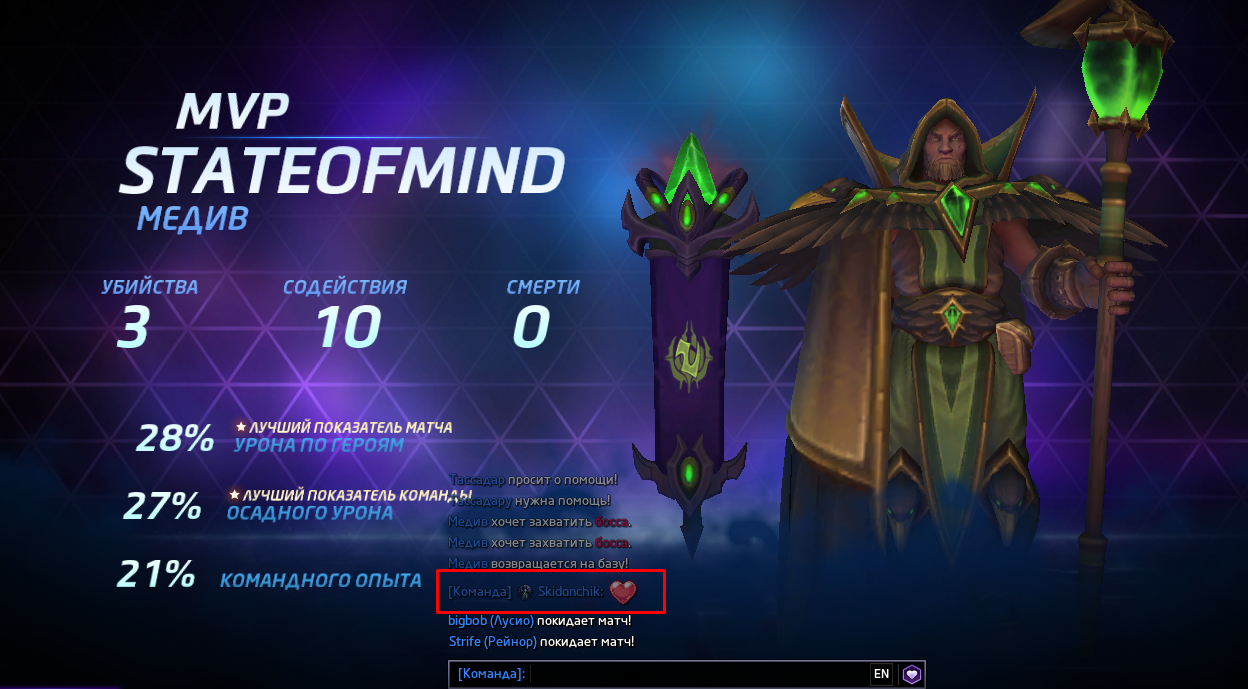 MVP
STATEOFMIND
МЕДИВ
УБИЙСТВА СОДЕЙСТВИЯ СМЕРТИ
3 10 0
28% ЛУЧШИЙ ПОКАЗАТЕЛЬ МАТЧА
УРОНА ПО ГЕРОЯМ
27% ЛУЧШИЙ ПОКАЗАТЕЛЬ КОМАНДЫ
ОСАДНОГО УРОНА
21% КОМАНДНОГО ОПЫТА
Тассадар просит о помощи!
Тассадару нужна помощь!
Медив хочет захватить босса.
Медив хочет захватить босса.
Медив возвращается на базу!
[Команда] Skidanchik:
bigbob (Лусио) покидает матч!
Strife (Рейнор) покидает матч!
[Команда]: EN